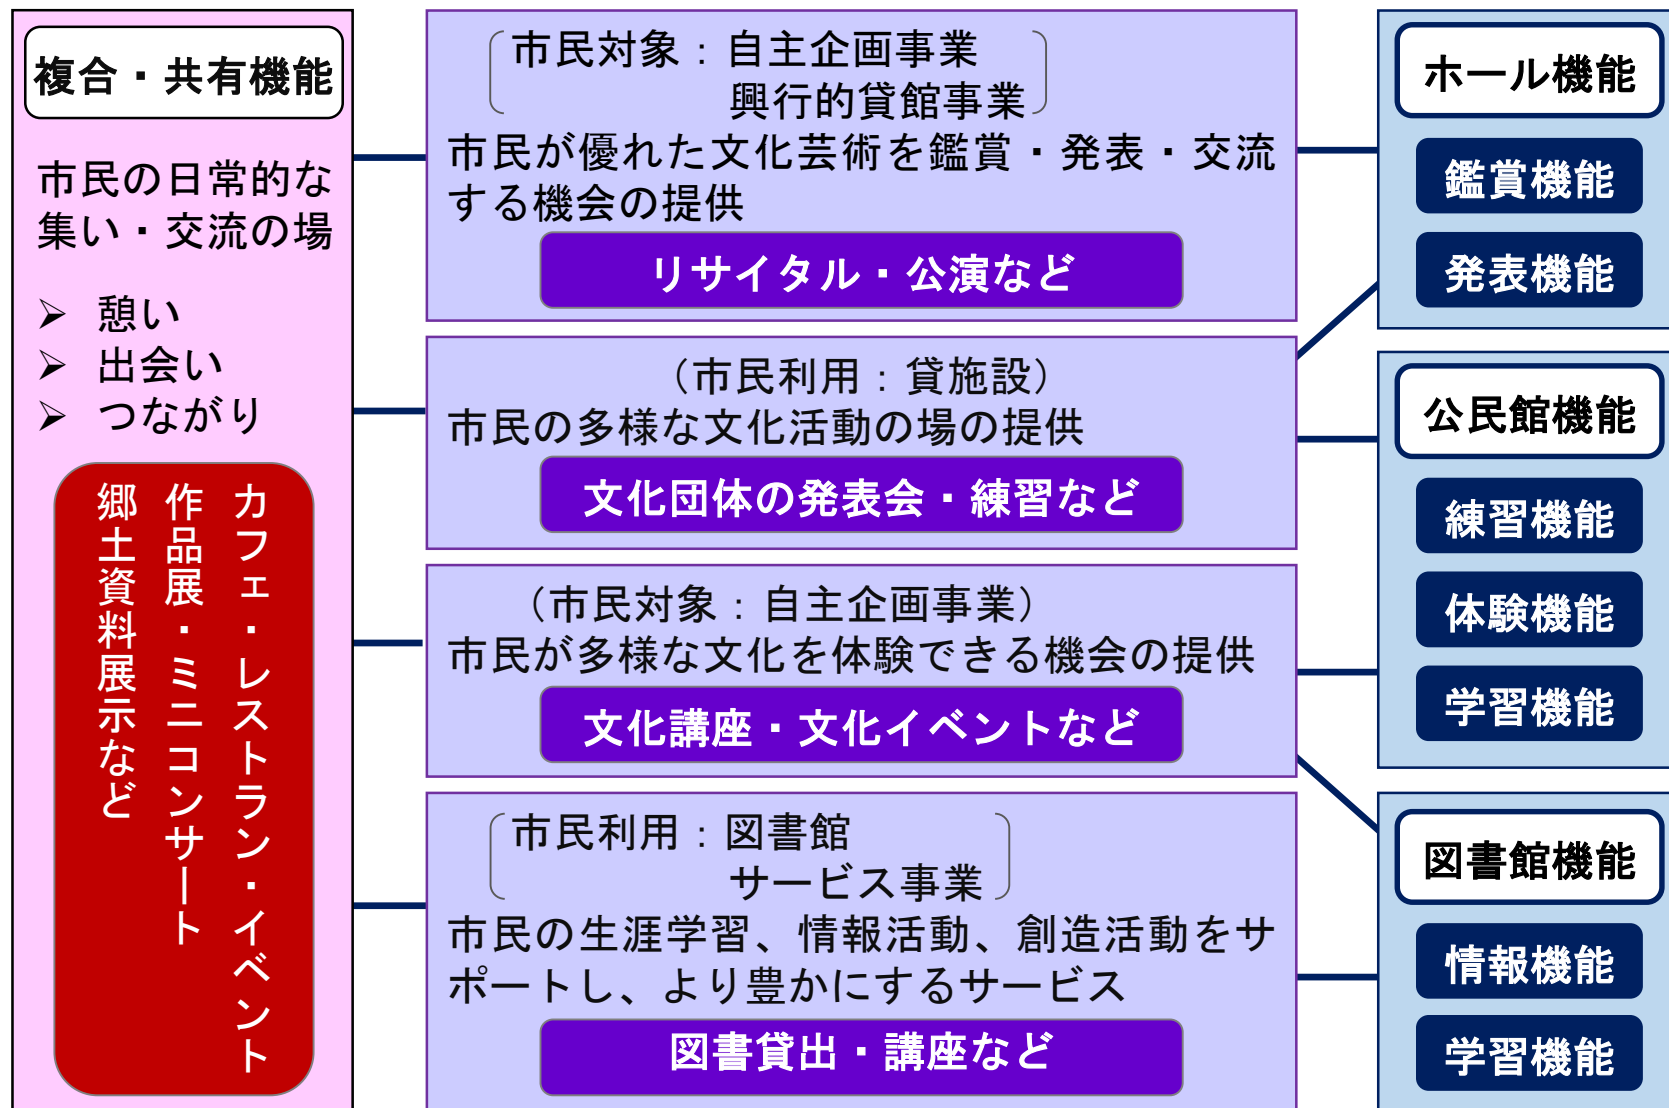 複合・共有機能
市民の日常的な
集い・交流の場
➢ 憩い
➢ 出会い
➢ つながり
カフェ・レストラン・イベント
作品展・ミニコンサート
郷土資料展示など
市民対象：自主企画事業
興行的貸館事業
市民が優れた文化芸術を鑑賞・発表・交流
する機会の提供
リサイタル・公演など
（市民利用：貸施設）
市民の多様な文化活動の場の提供
文化団体の発表会・練習など
（市民対象：自主企画事業）
市民が多様な文化を体験できる機会の提供
文化講座・文化イベントなど
市民利用：図書館
サービス事業
市民の生涯学習、情報活動、創造活動をサ
ポートし、より豊かにするサービス
図書貸出・講座など
ホール機能
鑑賞機能
発表機能
公民館機能
練習機能
体験機能
学習機能
図書館機能
情報機能
学習機能